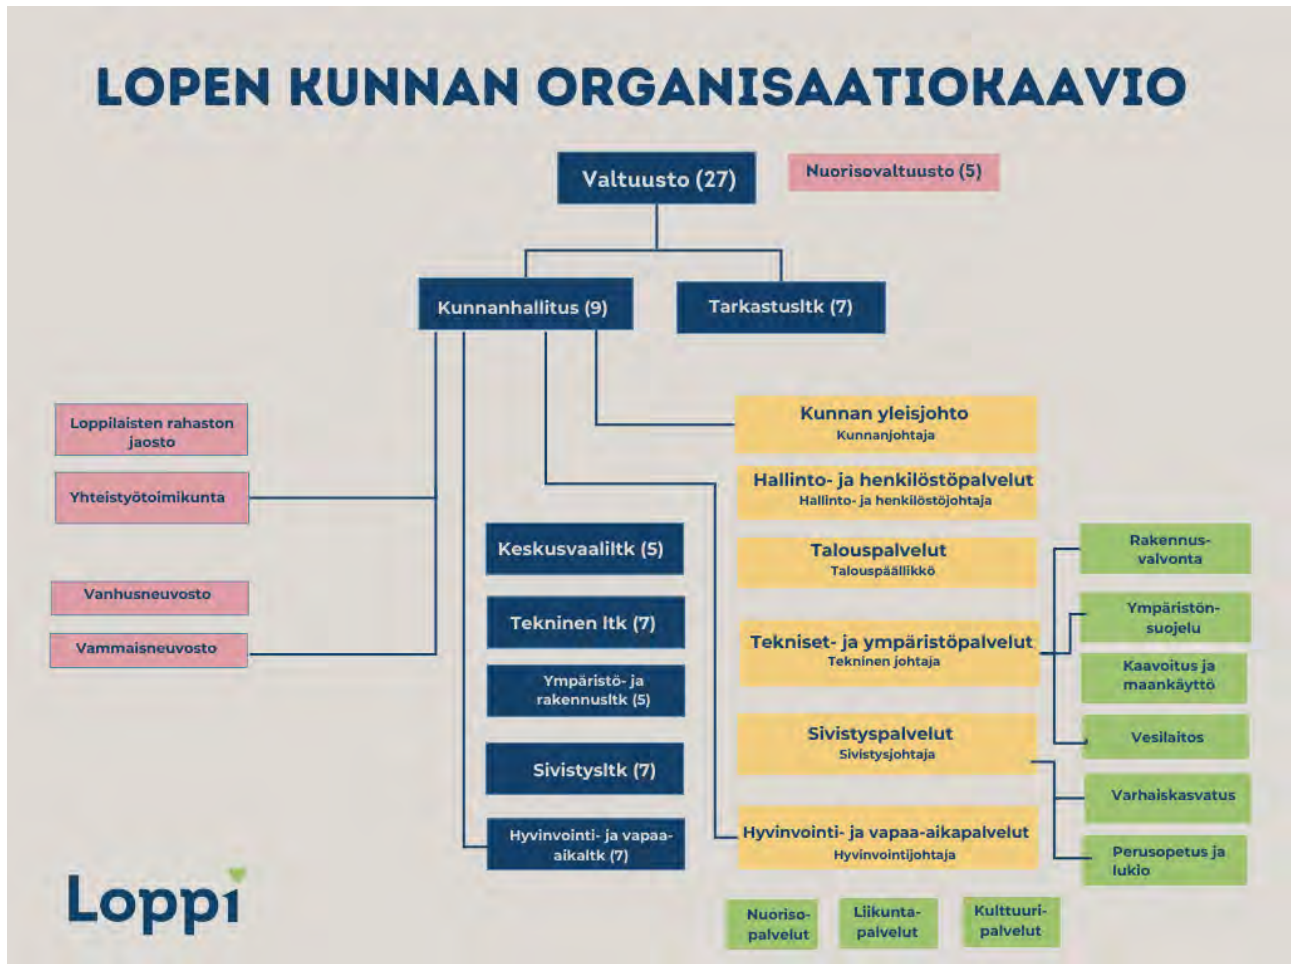 LOPEN KUNNAN ORGANISAATIOKAAVIO
Valtuusto (27)
Nuorisovaltuusto (5)
Kunnanhallitus (9)
Tarkastusltk (7)
Loppilaisten rahaston
jaosto
Yhteistyötoimikunta
Vanhusneuvosto
Vammaisneuvosto
Keskusvaaliltk (5)
Tekninen ltk (7)
Ympäristö- ja
rakennusltk (5)
Sivistysltk (7)
Hyvinvointi- ja vapaa-
aikaltk (7)
Kunnan yleisjohto
Kunnanjohtaja
Hallinto- ja henkilöstöpalvelut
Hallinto- ja henkilöstöjohtaja
Talouspalvelut
Talouspäällikkö
Tekniset- ja ympäristöpalvelut
Tekninen johtaja
Sivistyspalvelut
Sivistysjohtaja
Hyvinvointi- ja vapaa-aikapalvelut
Hyvinvointijohtaja
Rakennus-
valvonta
Ympäristön-
suojelu
Kaavoitus ja
maankäyttö
Vesilaitos
Varhaiskasvatus
Perusopetus ja
lukio
Nuoriso-
palvelut
Liikunta-
palvelut
Kulttuuri-
palvelut
Loppi